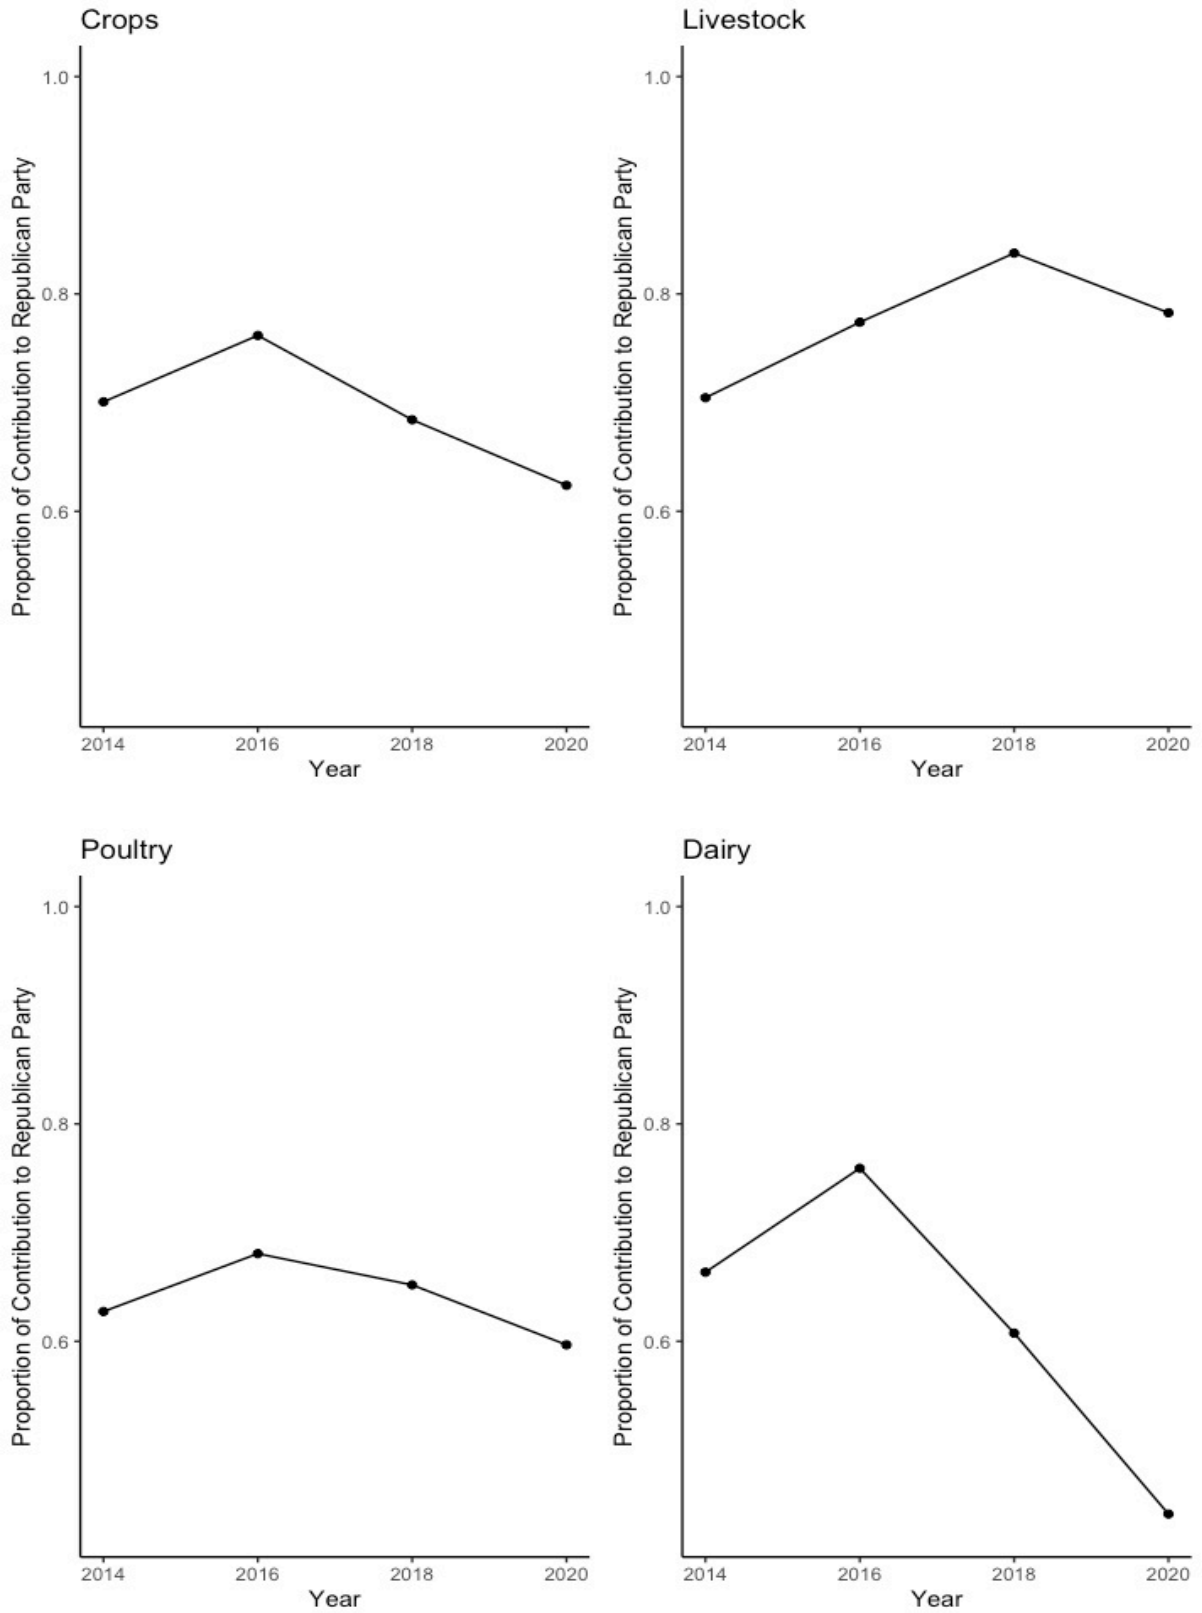 Crops
Proportion of Contribution to Republican Party
1.0
0.8
0.6
2014 2016 2018 2020
Year
Livestock
Proportion of Contribution to Republican Party
1.0
0.8
0.6
2014 2016 2018 2020
Year
Poultry
Proportion of Contribution to Republican Party
1.0
0.8
0.6
2014 2016 2018 2020
Year
Dairy
Proportion of Contribution to Republican Party
1.0
0.8
0.6
2014 2016 2018 2020
Year